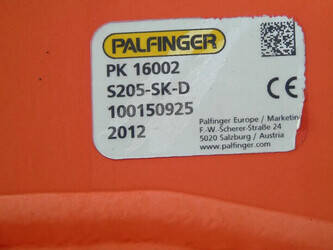 PALFINGER
PK 16002
S205-SK-D
100150925
2012
Palfinger Europe / Marketin
F.-W.-Scherer-Straße 24
5020 Salzburg / Austria
www.palfinger.com
CE